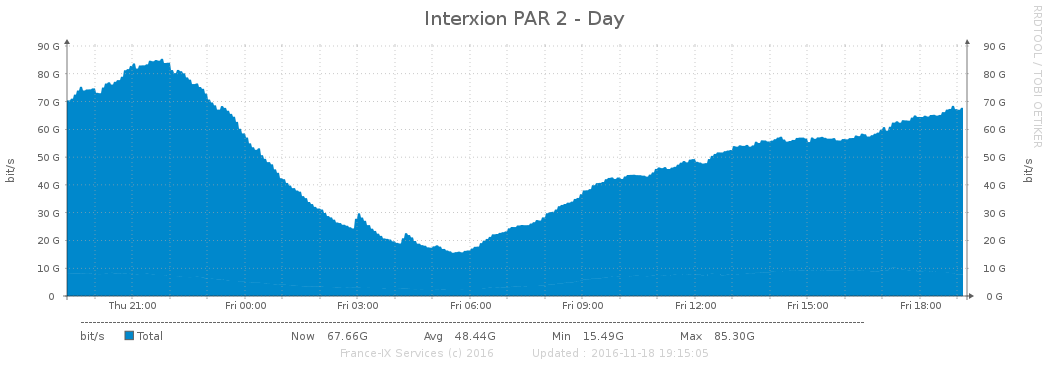 Interxion PAR 2 - Day
RRDTOOL / TOBI OETIKER
90 G 90 G
80 G 80 G
70 G 70 G
60 G 60 G
50 G 50 G
40 G 40 G
30 G 30 G
20 G 20 G
10 G 10 G
0 0 G
bit/s
bit/s
Thu 21:00 Fri 00:00 Fri 03:00 Fri 06:00 Fri 09:00 Fri 12:00 Fri 15:00 Fri 18:00
bit/s Total Now 67.66G Avg 48.44G Min 15.49G Max 85.30G
France-IX Services (c) 2016 Updated : 2016-11-18 19:15:05